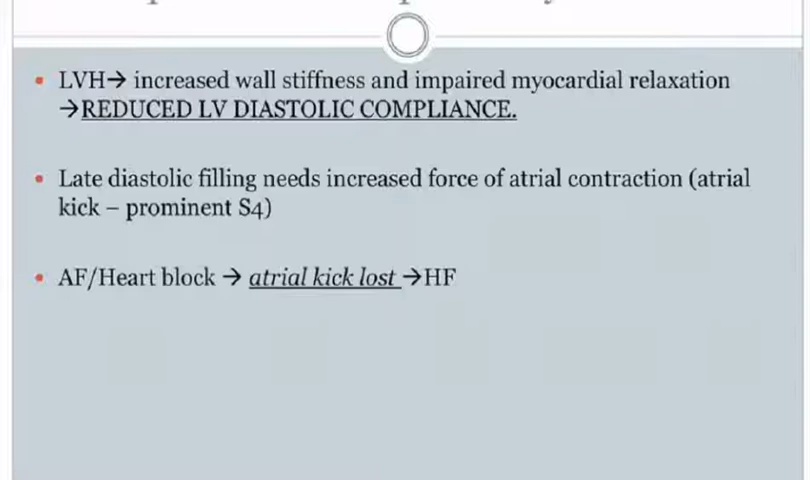 LVH→ increased wall stiffness and impaired myocardial relaxation
→REDUCED LV DIASTOLIC COMPLIANCE.
Late diastolic filling needs increased force of atrial contraction (atrial
kick – prominent S4)
AF/Heart block → atrial kick lost →HF